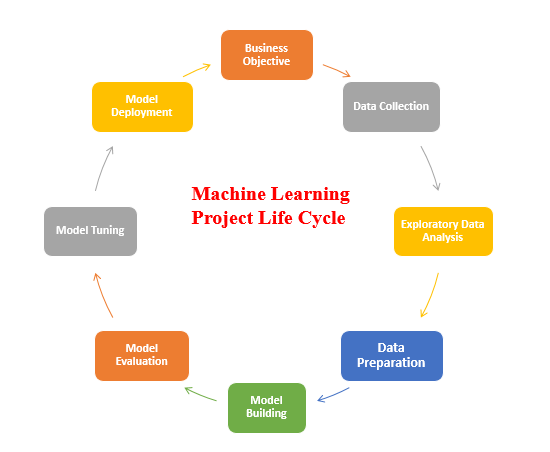 Business
Objective
Data Collection
Exploratory Data
Analysis
Data
Preparation
Model
Building
Model
Evaluation
Model Tuning
Model
Deployment
Machine Learning
Project Life Cycle